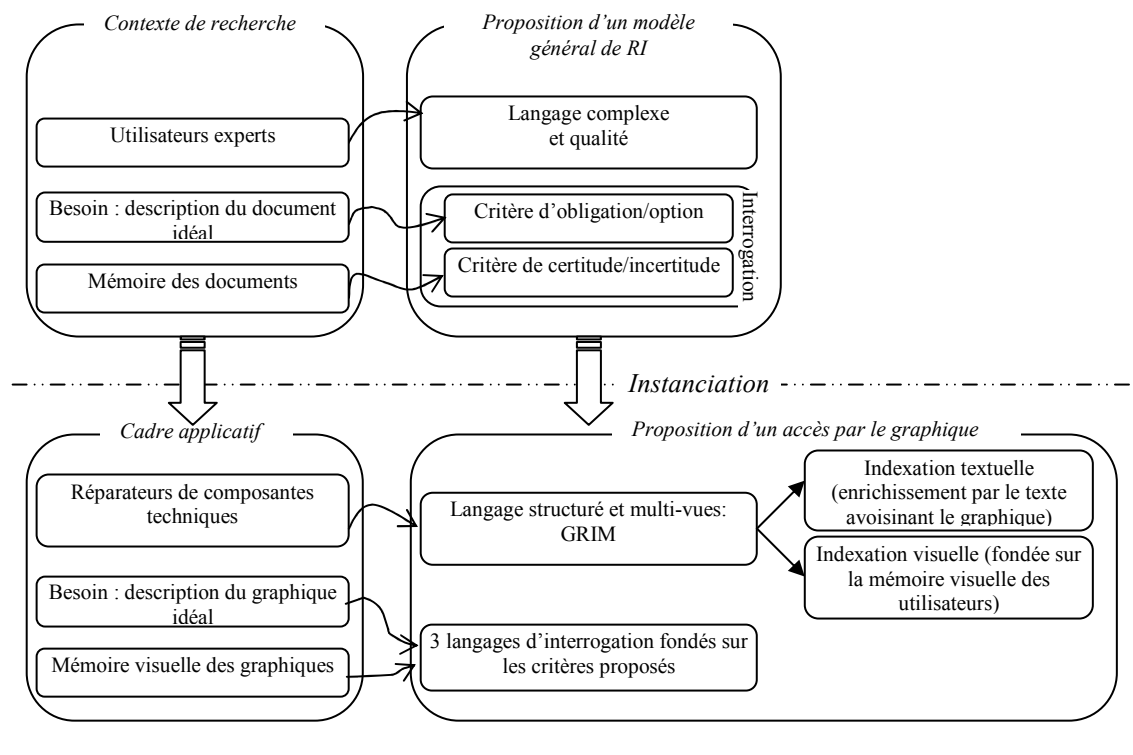 Contexte de recherche
Utilisateurs experts
Besoin : description du document
idéal
Mémoire des documents
Proposition d’un modèle
général de RI
Langage complexe
et qualité
Critère d’obligation/option
Critère de certitude/incertitude
Interrogation
Instanciation
Cadre applicatif
Réparateurs de composantes
techniques
Besoin : description du graphique
idéal
Mémoire visuelle des graphiques
Proposition d’un accès par le graphique
Langage structuré et multi-vues:
GRIM
3 langages d’interrogation fondés sur
les critères proposés
Indexation textuelle
(enrichissement par le texte
avoisinant le graphique)
Indexation visuelle (fondée sur
la mémoire visuelle des
utilisateurs)